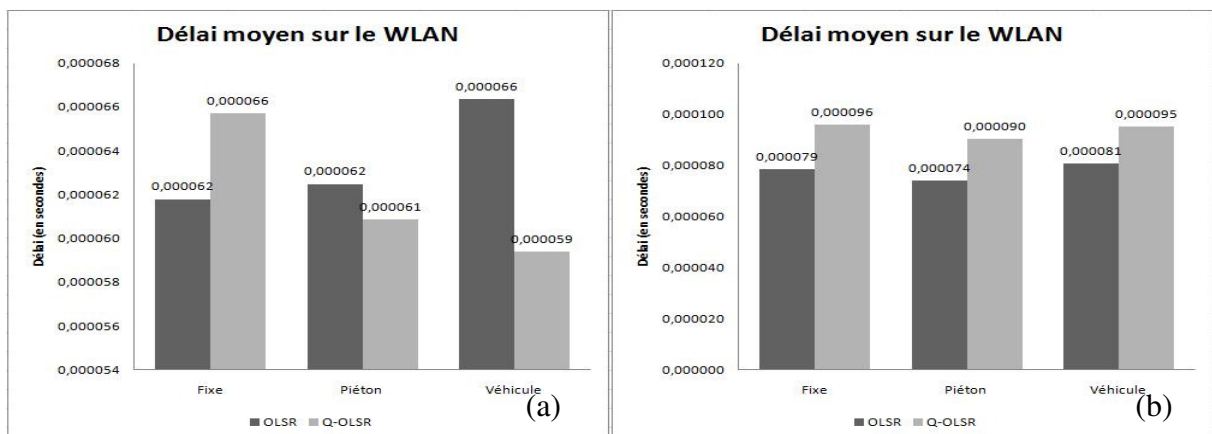 Délai moyen sur le WLAN
Délai (en secondes)
0,000068
0,000066
0,000064
0,000062
0,000060
0,000058
0,000056
0,000054
0,000062
0,000066
0,000062
0,000061
0,000066
0,000059
Fixe
Piéton
Véhicule
OLSR
Q-OLSR
(a)
Délai moyen sur le WLAN
Délai (en secondes)
0,000120
0,000100
0,000080
0,000060
0,000040
0,000020
0,000000
0,000079
0,000096
0,000074
0,000090
0,000081
0,000095
Fixe
Piéton
Véhicule
OLSR
Q-OLSR
(b)